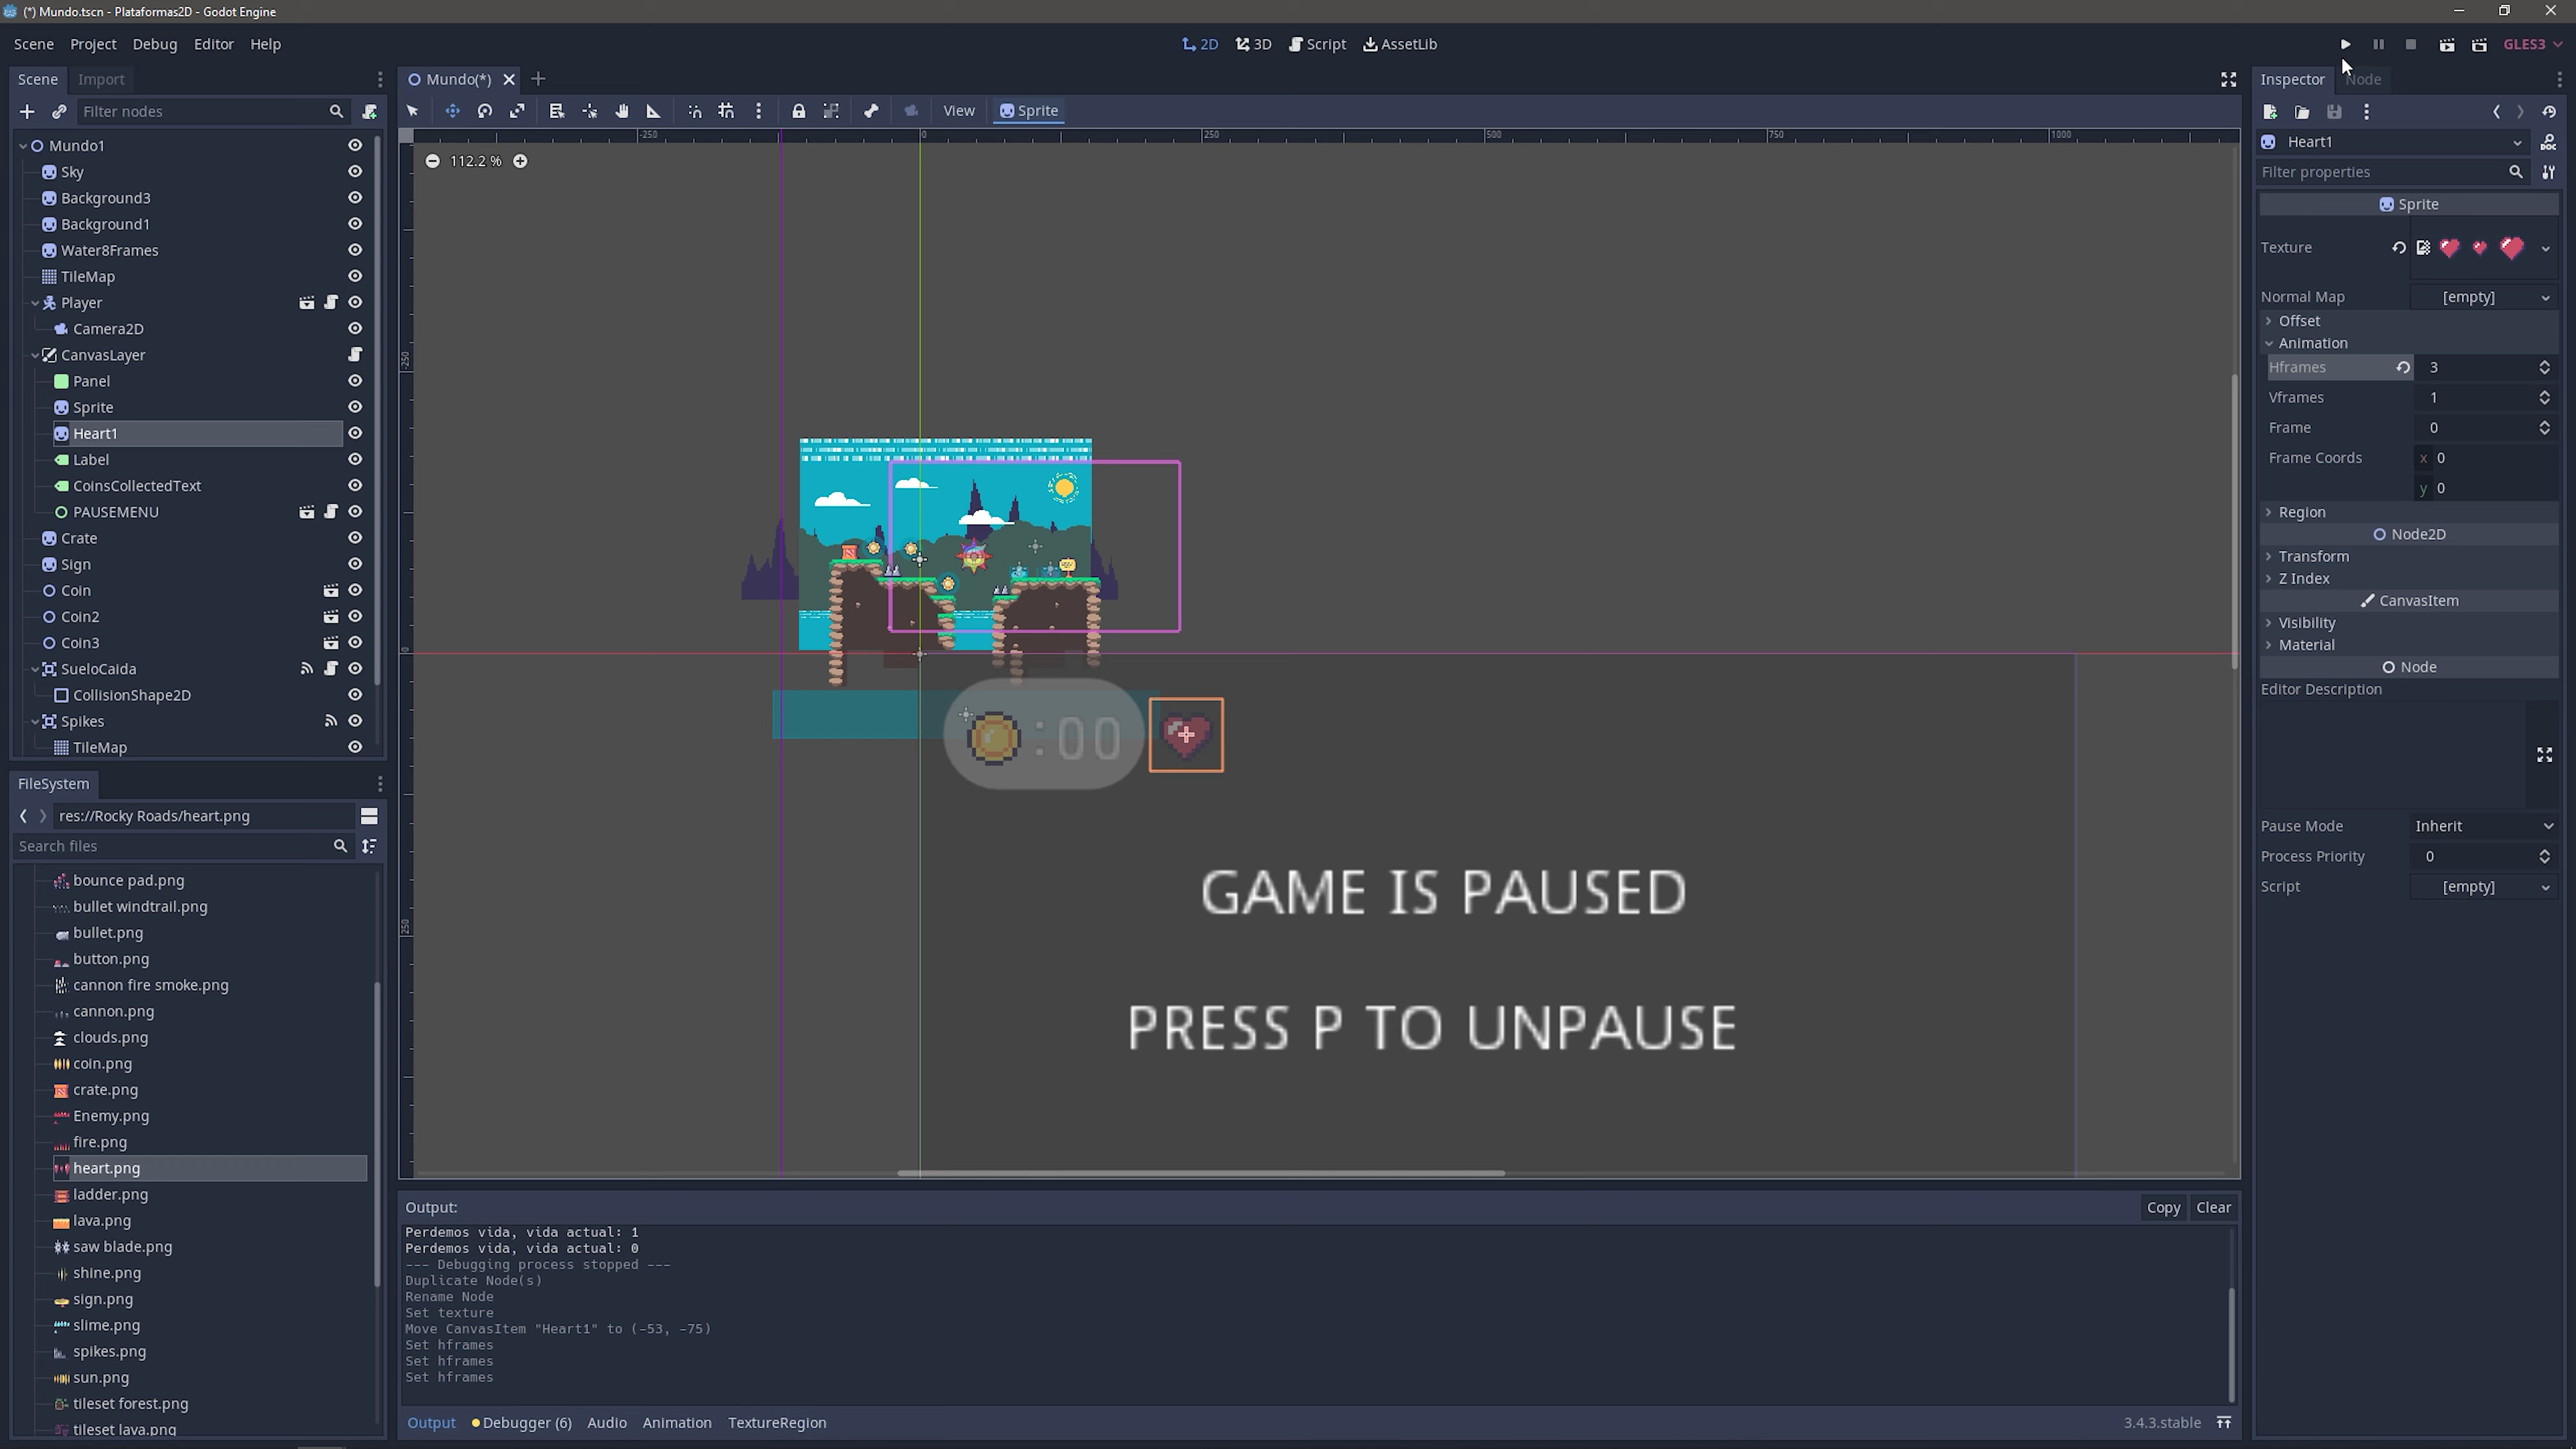 (*) Mundo.tscn - Plataformas2D - Godot Engine
Scene Project Debug Editor Help
2D 3D Script AssetLib
GLES3
Scene Import
Filter nodes
Mundo1
Sky
Background3
Background1
Water8Frames
TileMap
Player
Camera2D
CanvasLayer
Panel
Sprite
Heart1
Label
CoinsCollectedText
PAUSEMENU
Crate
Sign
Coin
Coin2
Coin3
SueloCaida
CollisionShape2D
Spikes
TileMap
FileSystem
res://Rocky Roads/heart.png
Search files
bounce pad.png
bullet windtrail.png
bullet.png
button.png
cannon fire smoke.png
cannon.png
clouds.png
coin.png
crate.png
Enemy.png
fire.png
heart.png
ladder.png
lava.png
saw blade.png
shine.png
sign.png
slime.png
spikes.png
sun.png
tileset forest.png
tileset lava.png
Mundo(*)
View Sprite
-250 0 250 500 750 1000
112.2 %
-250
0
250
:00
GAME IS PAUSED
PRESS P TO UNPAUSE
Output:
Copy Clear
Perdemos vida, vida actual: 1
Perdemos vida, vida actual: 0
--- Debugging process stopped ---
Duplicate Node(s)
Rename Node
Set texture
Move CanvasItem "Heart1" to (-53, -75)
Set hframes
Set hframes
Set hframes
Output Debugger (6) Audio Animation TextureRegion
3.4.3.stable
Inspector Node
Heart1
DOC
Filter properties
Sprite
Texture
Normal Map [empty]
Offset
Animation
Hframes 3
Vframes 1
Frame 0
Frame Coords x 0
y 0
Region
Node2D
Transform
Z Index
CanvasItem
Visibility
Material
Node
Editor Description
Pause Mode Inherit
Process Priority 0
Script [empty]